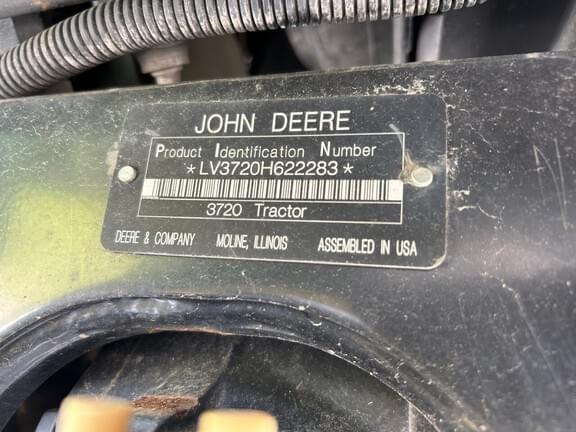 JOHN DEERE
Product Identification Number
*LV3720H622283*
3720 Tractor
DEERE & COMPANY MOLINE, ILLINOIS ASSEMBLED IN USA